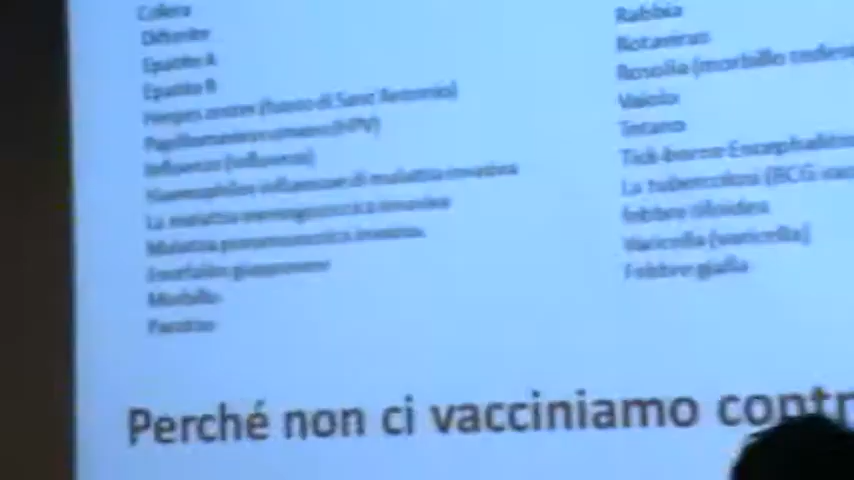 Colera
Difterite
Epatite A
Epatite B
Herpes zoster (fuoco di Sant'Antonio)
Papillomavirus umano (HPV)
Influenza (influenza)
Haemophilus influenzae di malattia invasiva
La malattia meningococcica invasiva
Malattia pneumococcica invasiva
Encefalite giapponese
Morbillo
Parotite
Rabbia
Rotavirus
Rosolia (morbillo
Vaiolo
Tetano
Tick-borne Encephalitis
La tubercolosi (BCG
febbre tifoidea
Varicella (varicella)
Febbre gialla
Perché non ci vacciniamo contr